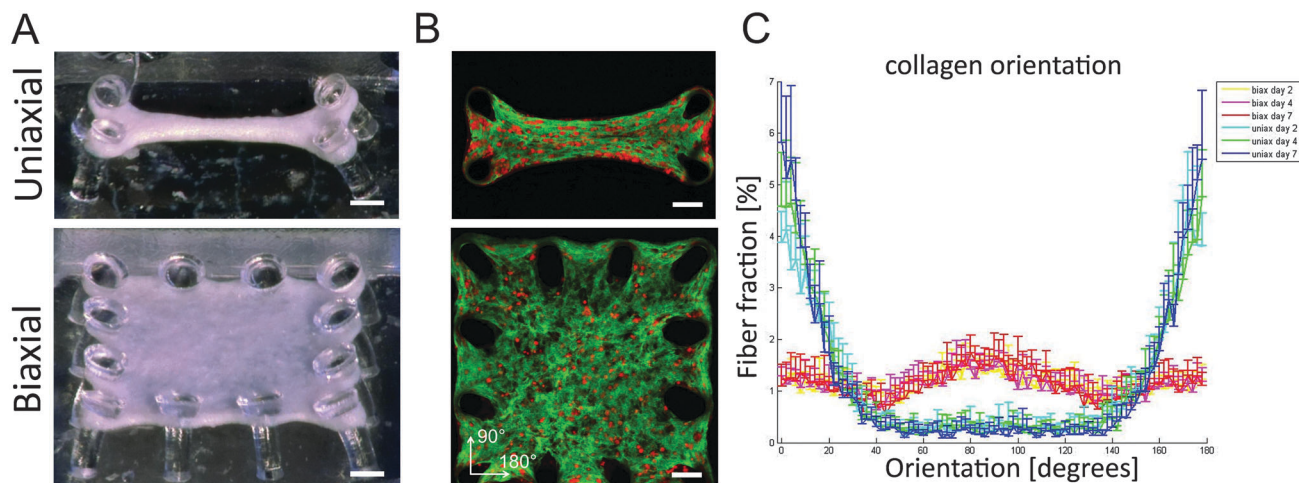 A
B
C
Uniaxial
Biaxial
90°
180°
collagen orientation
Fiber fraction [%]
7
6
5
4
3
2
1
0
0 20 40 60 80 100 120 140 160 180
Orientation [degrees]
biax day 2
biax day 4
biax day 7
uniax day 2
uniax day 4
uniax day 7